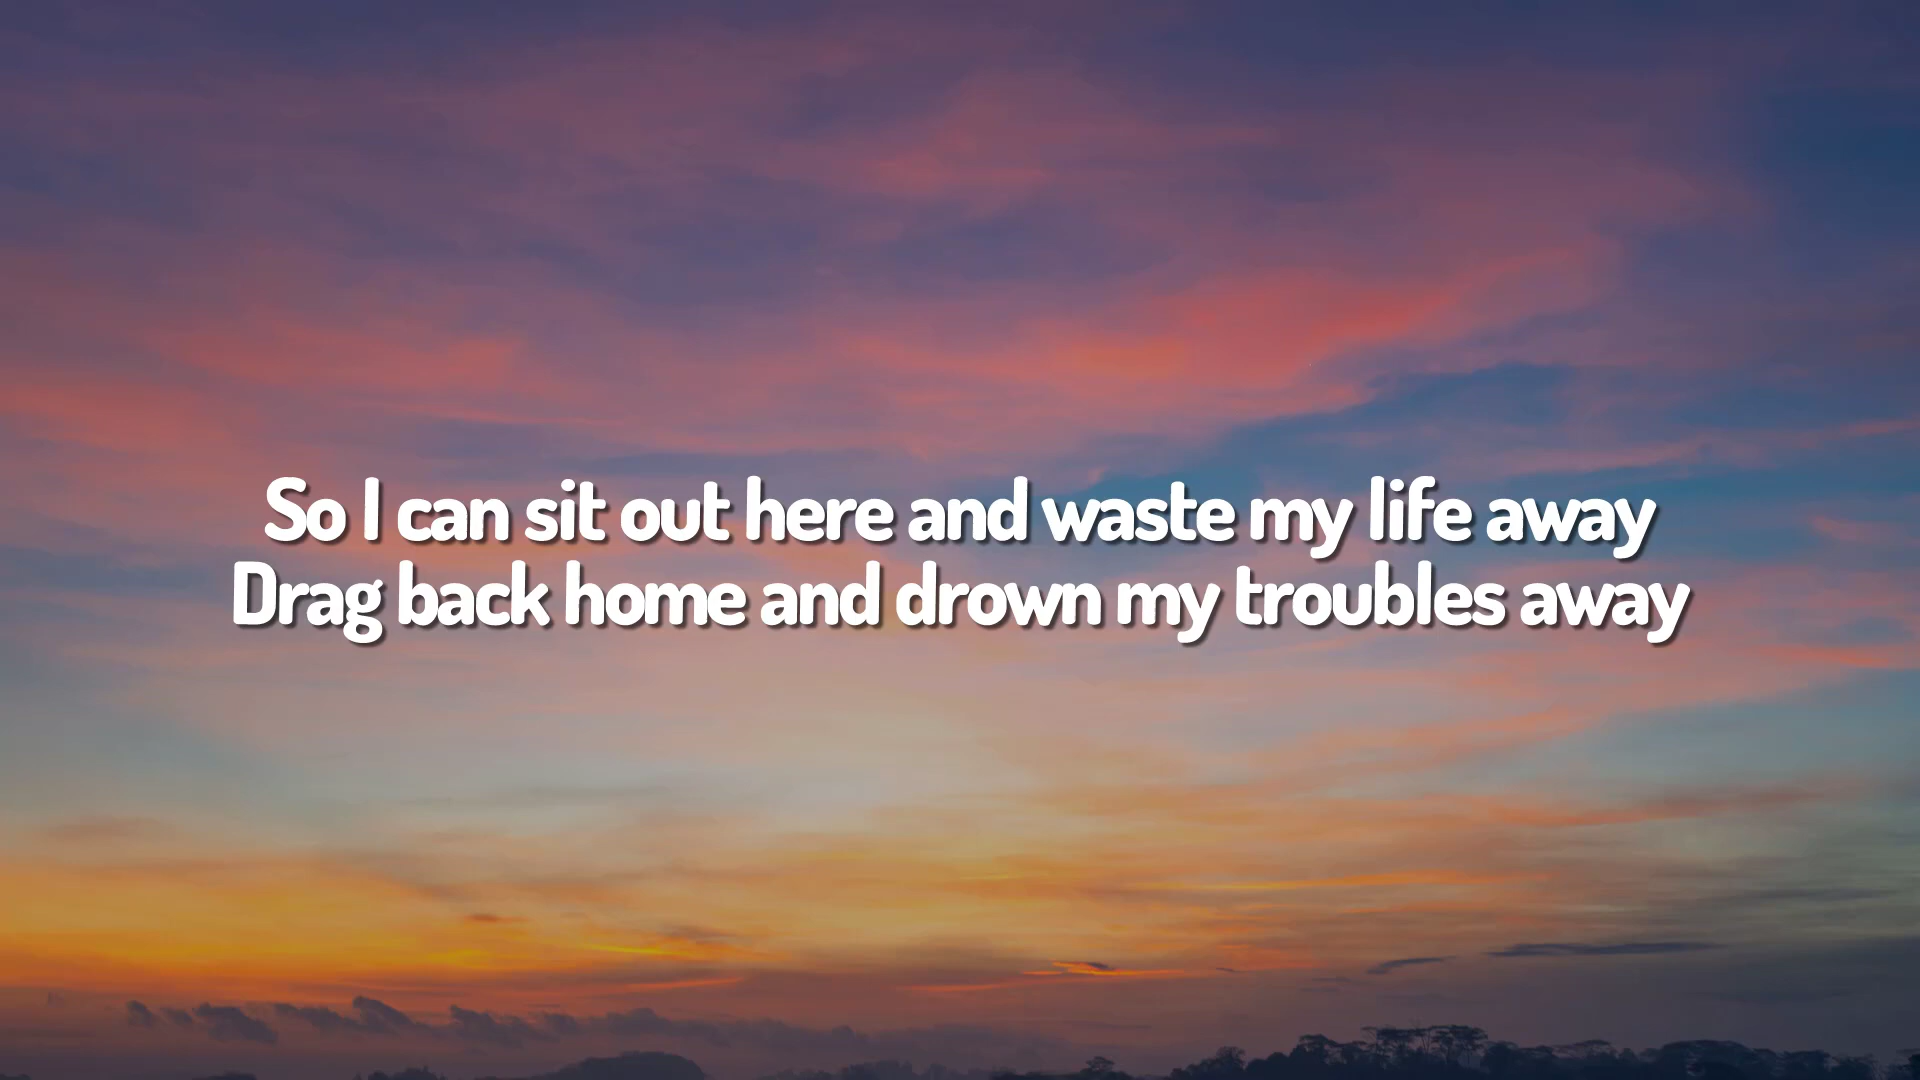 So I can sit out here and waste my life away
Drag back home and drown my troubles away